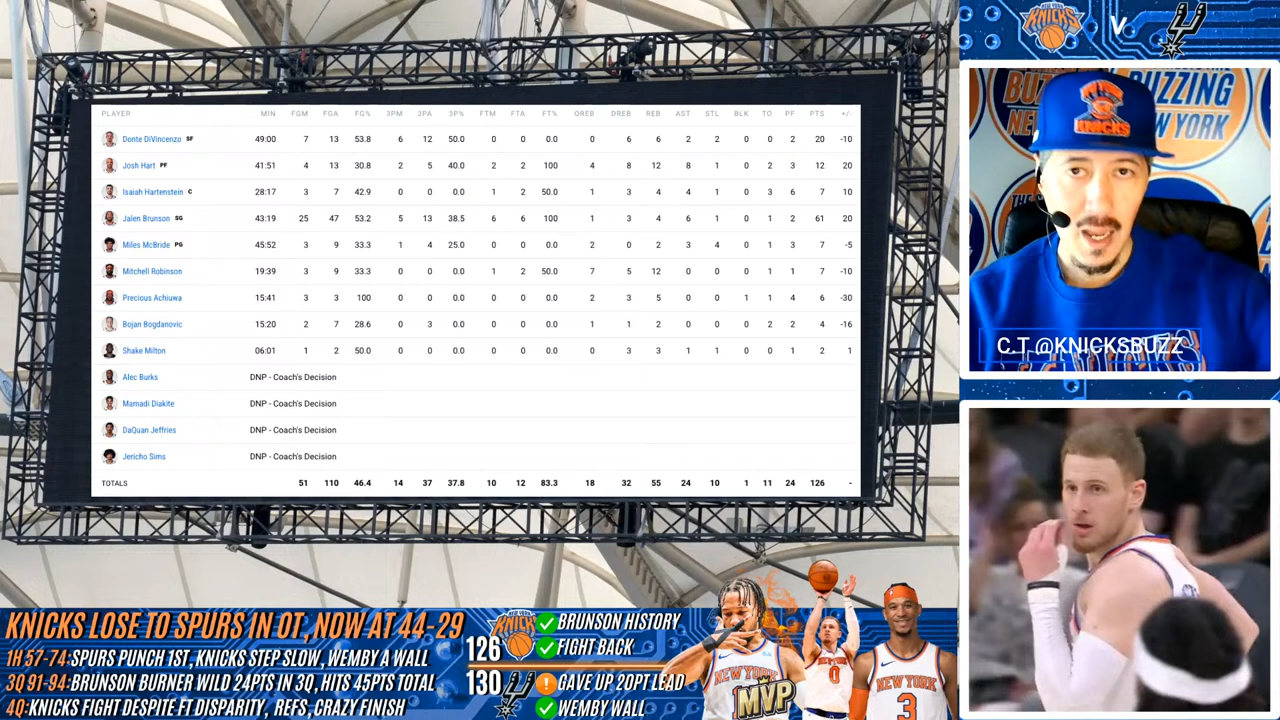 PLAYER MIN FGM FGA FG% 3PM 3PA 3P% FTM FTA FT% OREB DREB REB AST STL BLK TO PF PTS +/-
Donte DiVincenzo SF 49:00 7 13 53.8 6 12 50.0 0 0 0.0 0 6 6 2 2 0 0 2 20 -10
Josh Hart PF 41:51 4 13 30.8 2 5 40.0 2 2 100 4 8 12 8 1 0 2 3 12 20
Isaiah Hartenstein C 28:17 3 7 42.9 0 0 0.0 1 2 50.0 1 3 4 4 1 0 3 6 7 10
Jalen Brunson SG 43:19 25 47 53.2 5 13 38.5 6 6 100 1 3 4 6 1 0 1 2 61 20
Miles McBride PG 45:52 3 9 33.3 1 4 25.0 0 0 0.0 2 0 2 3 4 0 1 3 7 -5
Mitchell Robinson 19:39 3 9 33.3 0 0 0.0 1 2 50.0 7 5 12 0 1 0 1 1 7 -10
Precious Achiuwa 15:41 3 3 100 0 0 0.0 0 0 0.0 2 3 5 0 0 1 1 4 6 -30
Bojan Bogdanovic 15:20 2 7 28.6 0 3 0.0 0 0 0.0 1 1 2 0 0 0 2 2 4 -16
Shake Milton 06:01 1 2 50.0 0 0 0.0 0 0 0.0 0 3 3 1 1 0 0 1 2 1
Alec Burks DNP - Coach's Decision
Mamadi Diakite DNP - Coach's Decision
DaQuan Jeffries DNP - Coach's Decision
Jericho Sims DNP - Coach's Decision
TOTALS 51 110 46.4 14 37 37.8 10 12 83.3 18 32 55 24 10 1 11 24 126 -
KNICKS V
BUZZING
NEW YORK
NEW YORK
KNICKS
C.T @KNICKSBUZZ
KNICKS LOSE TO SPURS IN OT, NOW AT 44-29
1H 57-74:SPURS PUNCH 1ST, KNICKS STEP SLOW, WEMBY A WALL
3Q 91-94:BRUNSON BURNER WILD 24PTS IN 3Q, HITS 45PTS TOTAL
4Q:KNICKS FIGHT DESPITE FT DISPARITY, REFS, CRAZY FINISH
126
130
BRUNSON HISTORY
FIGHT BACK
GAVE UP 20PT LEAD
WEMBY WALL
NEW YORK
MVP
NEW YORK
0
NEW YORK
3